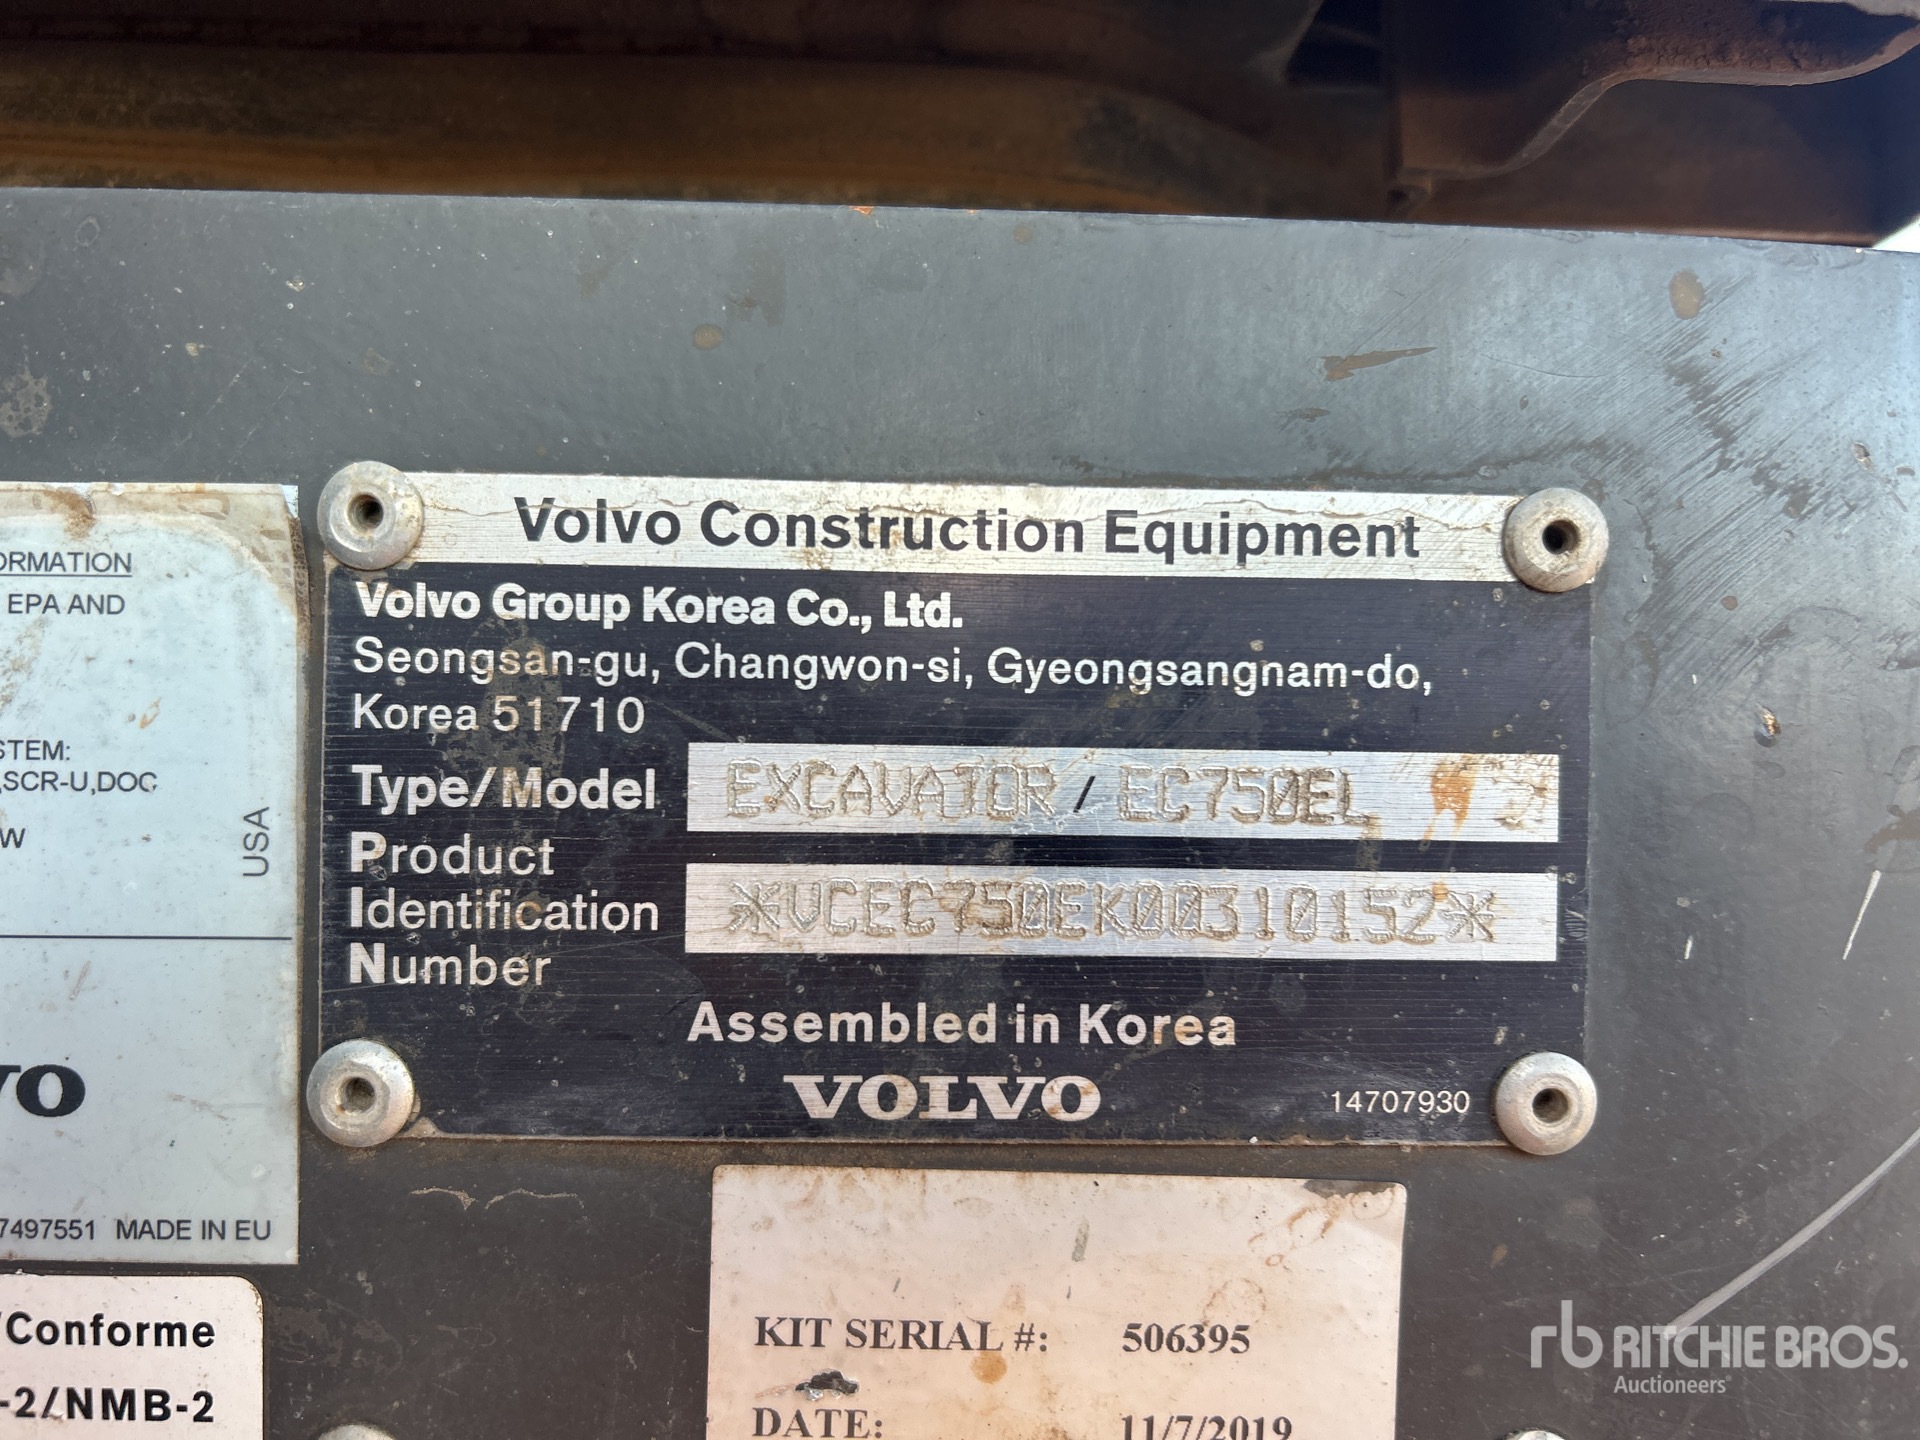 ORMATION
EPA AND
STEM:
,SCR-U,DOC
W
USA
VO
7497551 MADE IN EU
/Conforme
-2/NMB-2
Volvo Construction Equipment
Volvo Group Korea Co., Ltd.
Seongsan-gu, Changwon-si, Gyeongsangnam-do,
Korea 51710
Type/Model EXCAVATOR / EC750EL
Product
Identification *VCEC750EK00310152*
Number
Assembled in Korea
VOLVO
14707930
KIT SERIAL #: 506395
DATE: 11/7/2019
rb RITCHIE BROS.
Auctioneers